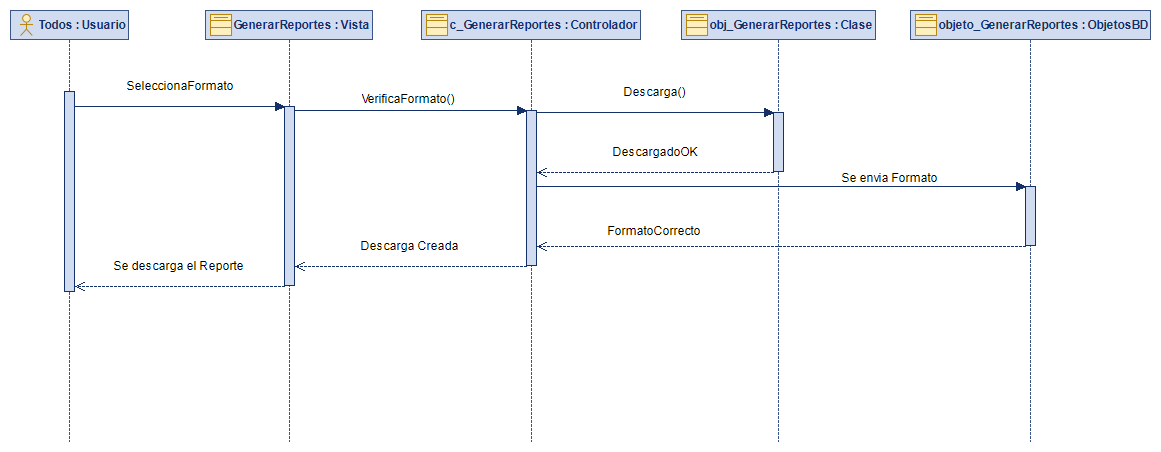 Todos : Usuario
GenerarReportes : Vista
c_GenerarReportes : Controlador
obj_GenerarReportes : Clase
objeto_GenerarReportes : ObjetosBD
SeleccionaFormato
VerificaFormato()
Descarga()
DescargadoOK
Se envia Formato
FormatoCorrecto
Descarga Creada
Se descarga el Reporte